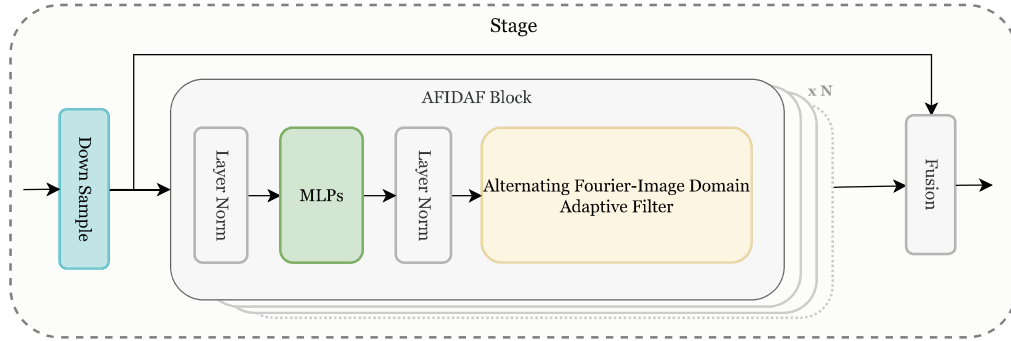 Stage
AFIDAF Block
x N
Down Sample
Layer Norm
MLPs
Layer Norm
Alternating Fourier-Image Domain
Adaptive Filter
Fusion